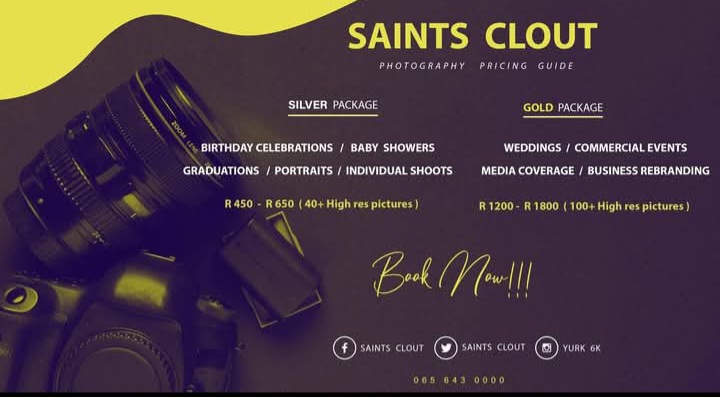 SAINTS CLOUT
PHOTOGRAPHY PRICING GUIDE
SILVER PACKAGE
BIRTHDAY CELEBRATIONS / BABY SHOWERS
GRADUATIONS / PORTRAITS / INDIVIDUAL SHOOTS
R 450 - R 650 ( 40+ High res pictures )
GOLD PACKAGE
WEDDINGS / COMMERCIAL EVENTS
MEDIA COVERAGE / BUSINESS REBRANDING
R 1200 - R 1800 ( 100+ High res pictures )
Book Now!!!
SAINTS CLOUT SAINTS CLOUT YURK 6K
065 643 0000
ZOOM LENS